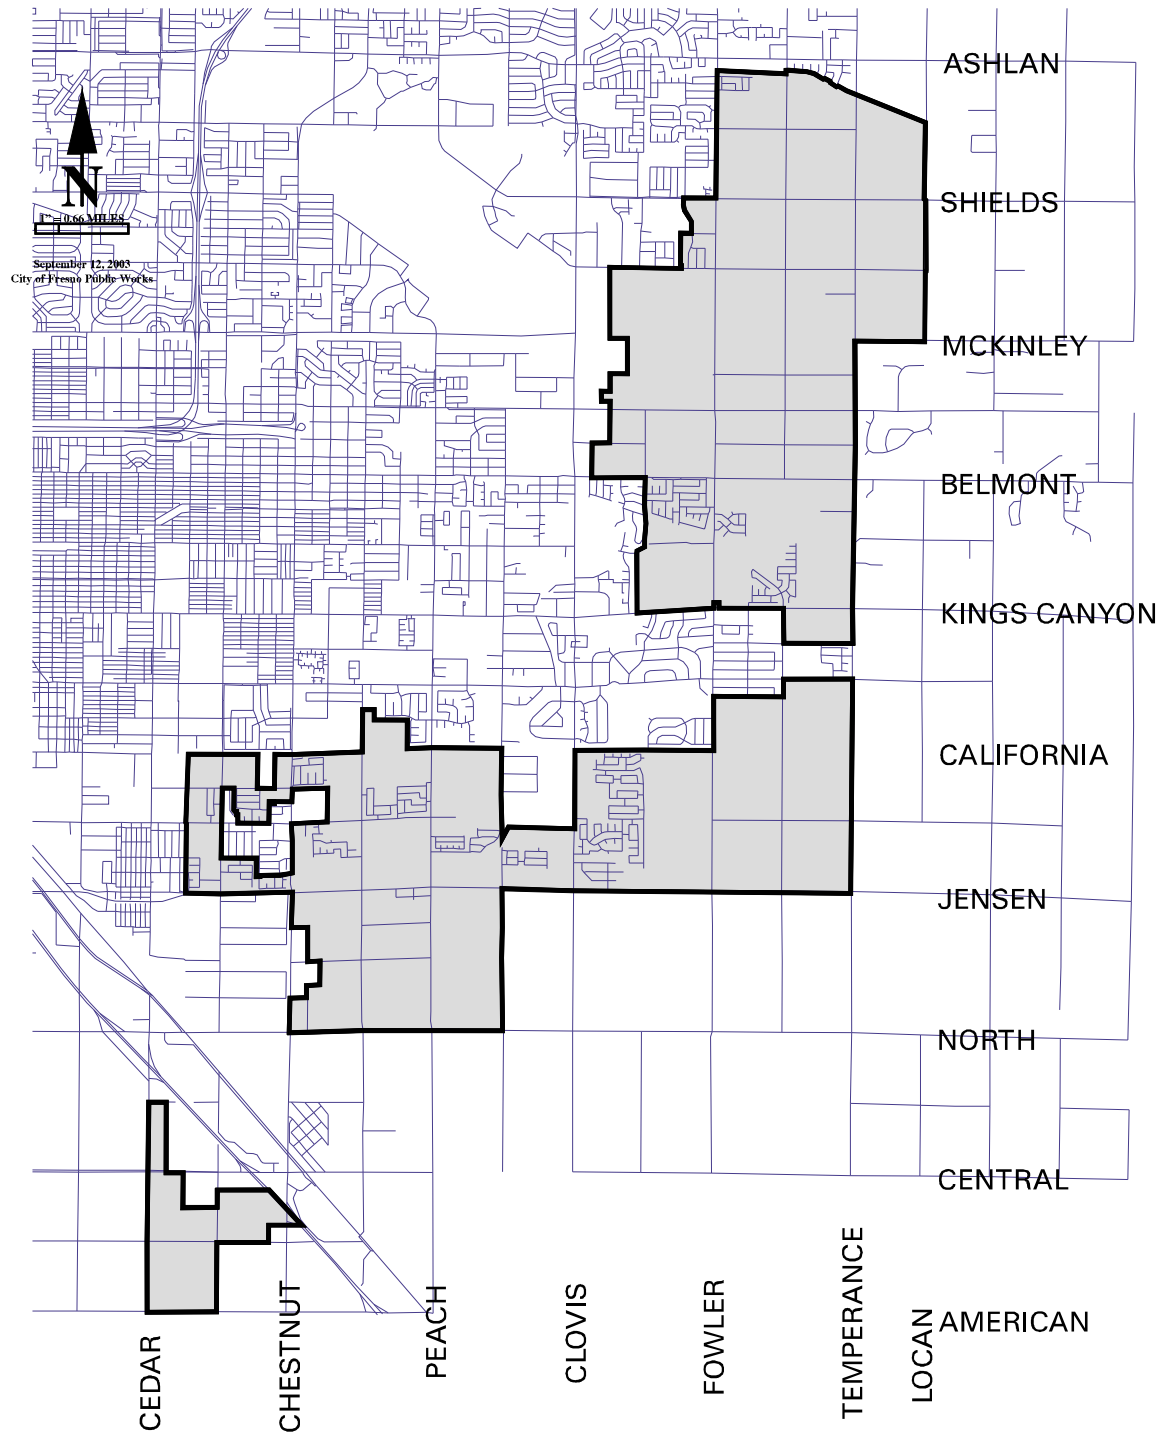 ASHLAN
N
SHIELDS
1" = 0.66 MILES
September 12, 2003
City of Fresno Public Works
MCKINLEY
BELMONT
KINGS CANYON
CALIFORNIA
JENSEN
NORTH
CENTRAL
AMERICAN
CEDAR
CHESTNUT
PEACH
CLOVIS
FOWLER
TEMPERANCE
LOCAN